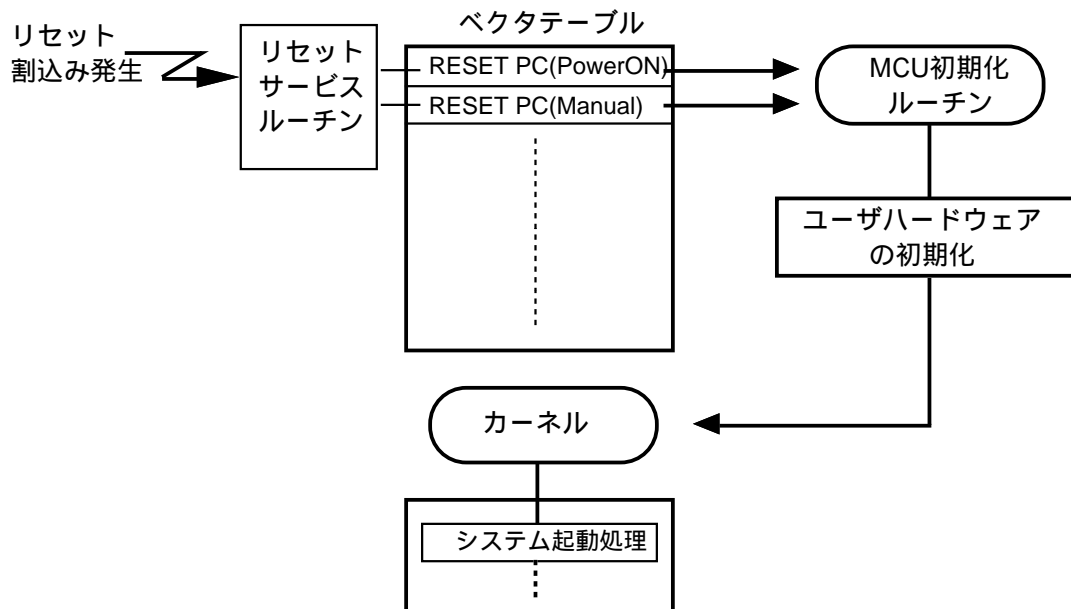 リセット
割込み発生
リセット
サービス
ルーチン
ベクタテーブル
RESET PC(PowerON)
RESET PC(Manual)
MCU初期化
ルーチン
ユーザハードウェア
の初期化
カーネル
システム起動処理